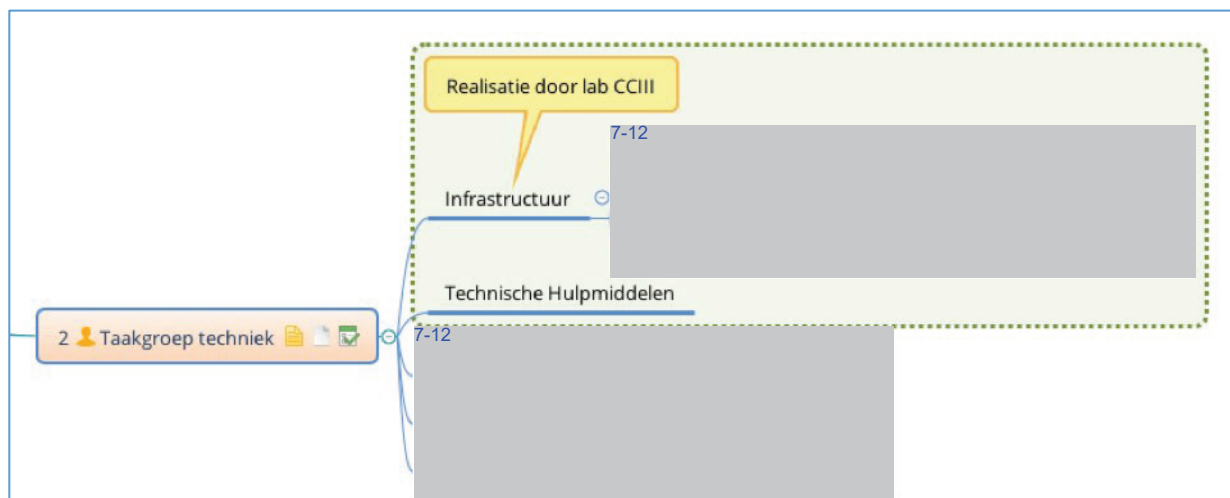 Realisatie door lab CCIII
7-12
Infrastructuur
Technische Hulpmiddelen
2 Taakgroep techniek
7-12